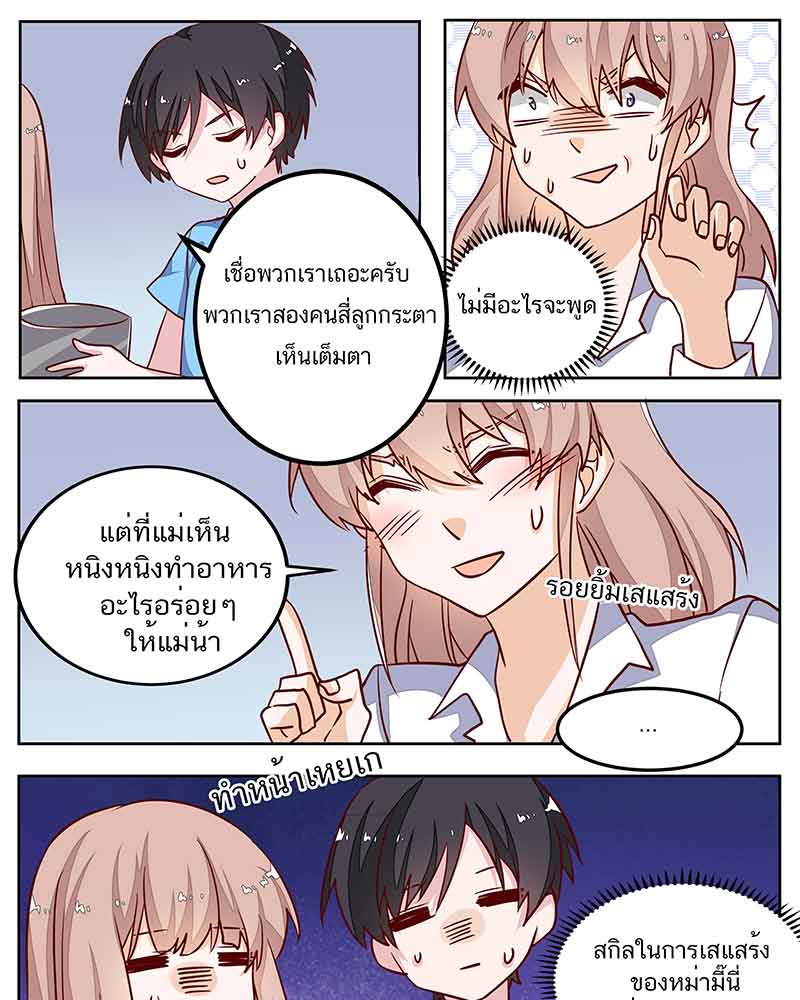 เชื่อพวกเราเถอะครับ
พวกเราสองคนสี่ลูกกระตา
เห็นเต็มตา
ไม่มีอะไรจะพูด
แต่ที่แม่เห็น
หนิงหนิงทำอาหาร
อะไรอร่อยๆ
ให้แม่น้า
รอยยิ้มเสแสร้ง
...
ทำหน้าเหยเก
สกิลในการเสแสร้ง
ของหม่ามี๊นี่